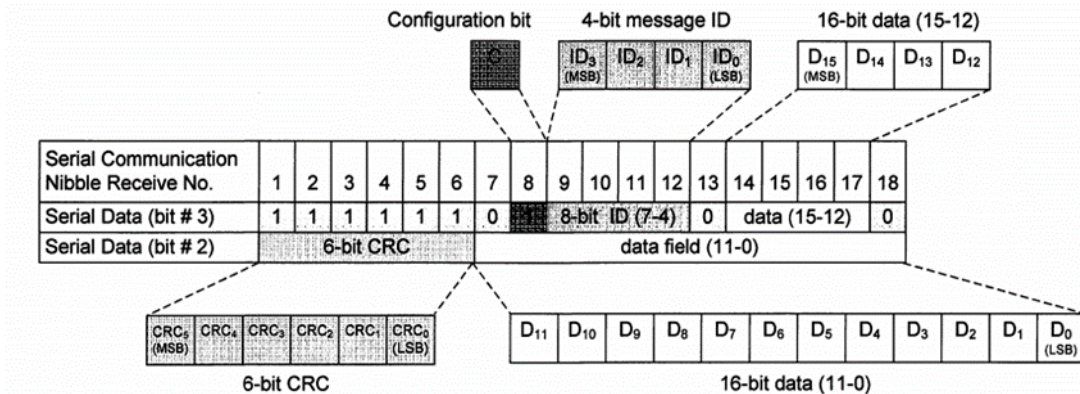 Configuration bit 4-bit message ID 16-bit data (15-12)
C ID₃ ID₂ ID₁ ID₀ D₁₅ D₁₄ D₁₃ D₁₂
(MSB) (LSB) (MSB)
Serial Communication
Nibble Receive No. 1 2 3 4 5 6 7 8 9 10 11 12 13 14 15 16 17 18
Serial Data (bit # 3) 1 1 1 1 1 1 0 1 8-bit ID (7-4) 0 data (15-12) 0
Serial Data (bit # 2) 6-bit CRC data field (11-0)
CRC₅ CRC₄ CRC₃ CRC₂ CRC₁ CRC₀ D₁₁ D₁₀ D₉ D₈ D₇ D₆ D₅ D₄ D₃ D₂ D₁ D₀
(MSB) (LSB) (LSB)
6-bit CRC 16-bit data (11-0)